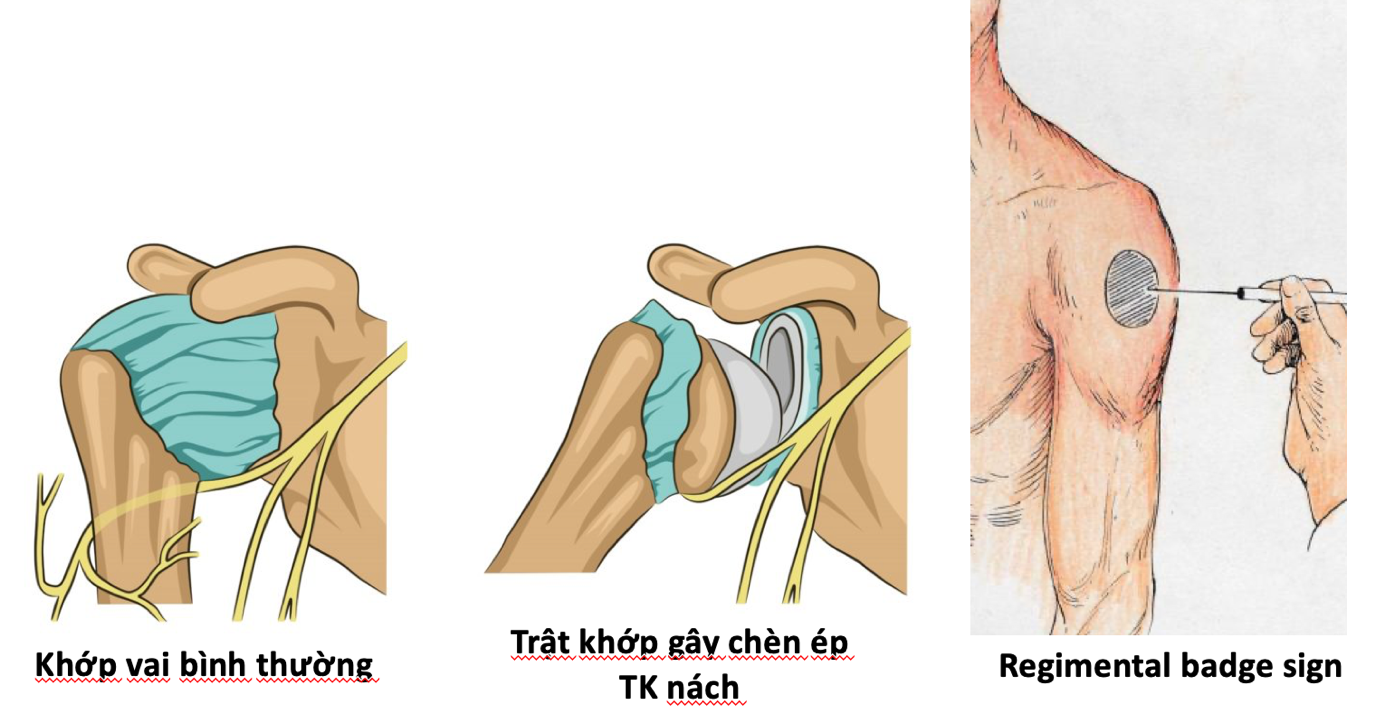 Khớp vai bình thường
Trật khớp gây chèn ép
TK nách
Regimental badge sign